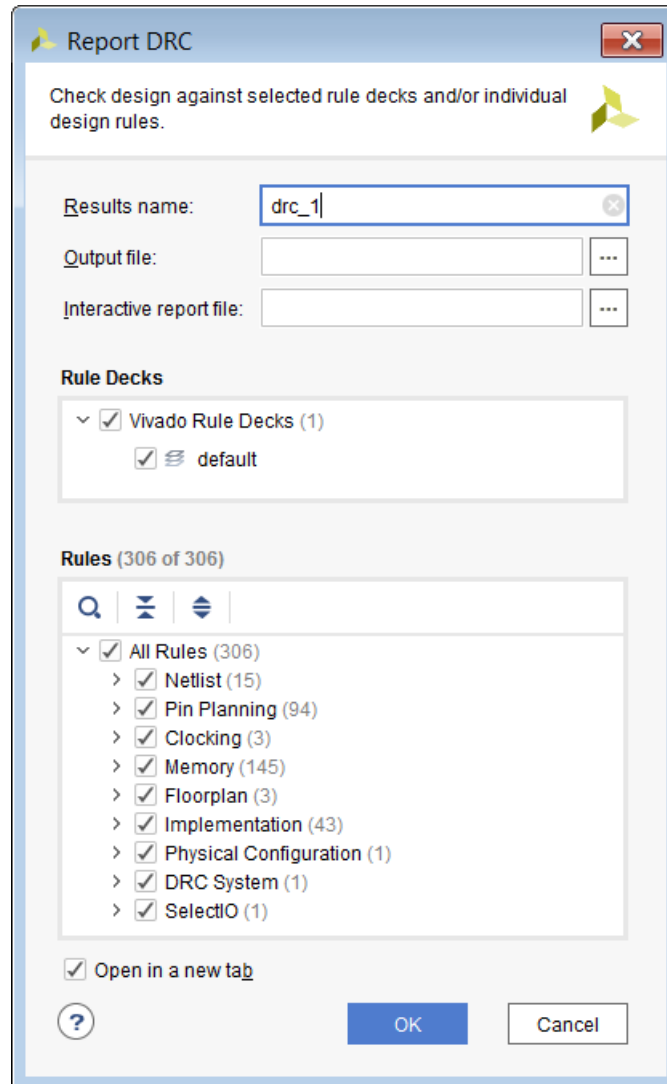 Report DRC
Check design against selected rule decks and/or individual
design rules.
Results name: drc_1
Output file: ...
Interactive report file: ...
Rule Decks
Vivado Rule Decks (1)
default
Rules (306 of 306)
All Rules (306)
Netlist (15)
Pin Planning (94)
Clocking (3)
Memory (145)
Floorplan (3)
Implementation (43)
Physical Configuration (1)
DRC System (1)
SelectIO (1)
Open in a new tab
? OK Cancel